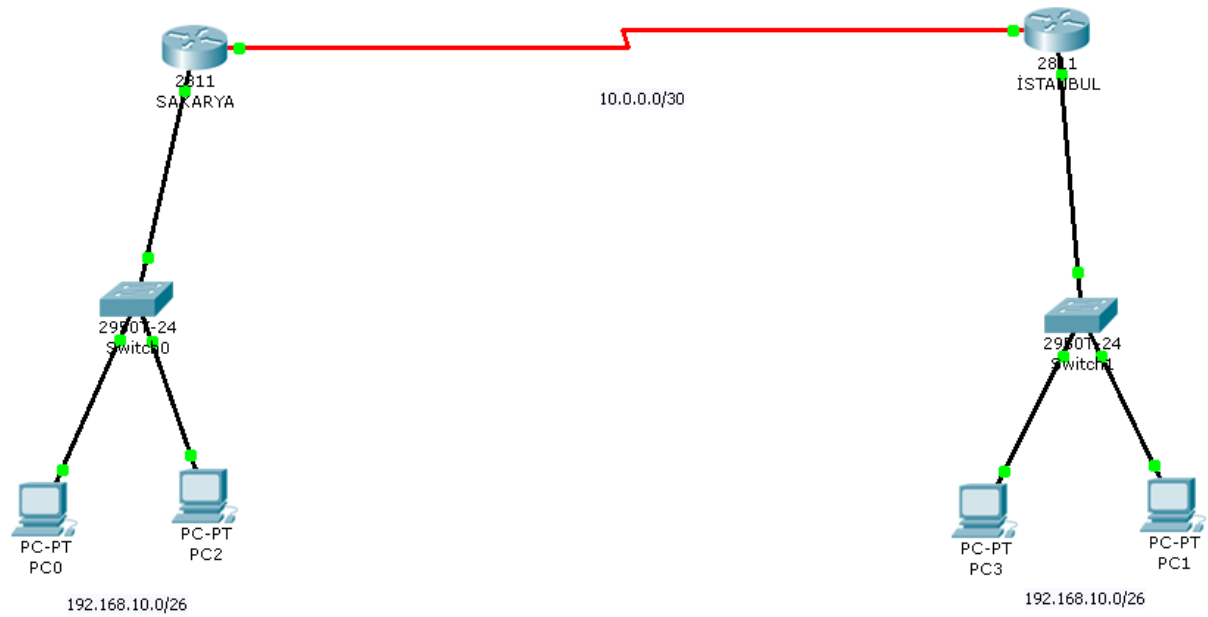 2811
SAKARYA
2811
İSTANBUL
10.0.0.0/30
2950T-24
Switch0
2950T-24
Switch1
PC-PT
PC0
PC-PT
PC2
PC-PT
PC3
PC-PT
PC1
192.168.10.0/26
192.168.10.0/26